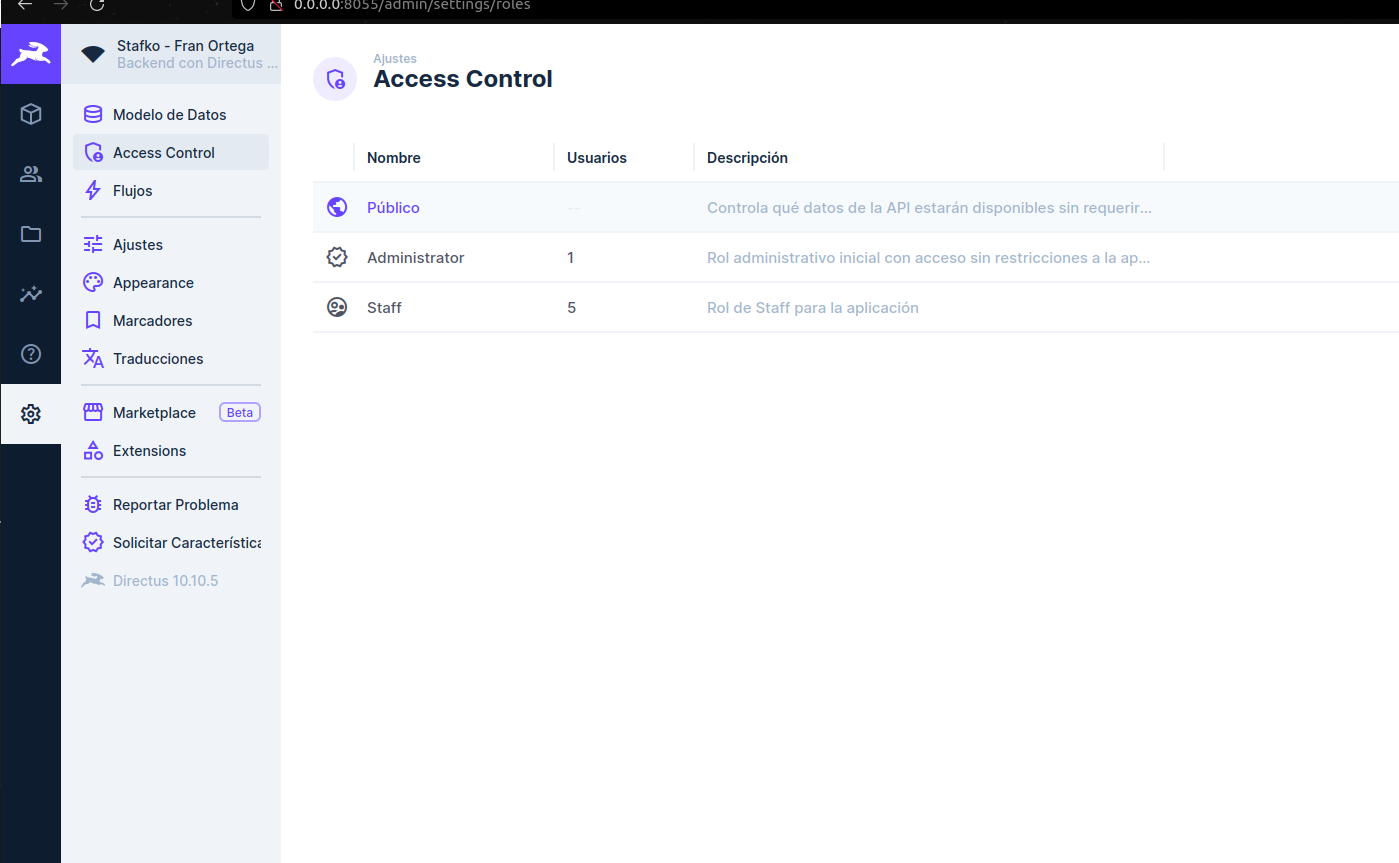 0.0.0.0:8055/admin/settings/roles
Stafko - Fran Ortega
Backend con Directus ...
Modelo de Datos
Access Control
Flujos
Ajustes
Appearance
Marcadores
Traducciones
Marketplace Beta
Extensions
Reportar Problema
Solicitar Característica
Directus 10.10.5
Ajustes
Access Control
Nombre Usuarios Descripción
Público -- Controla qué datos de la API estarán disponibles sin requerir...
Administrator 1 Rol administrativo inicial con acceso sin restricciones a la ap...
Staff 5 Rol de Staff para la aplicación